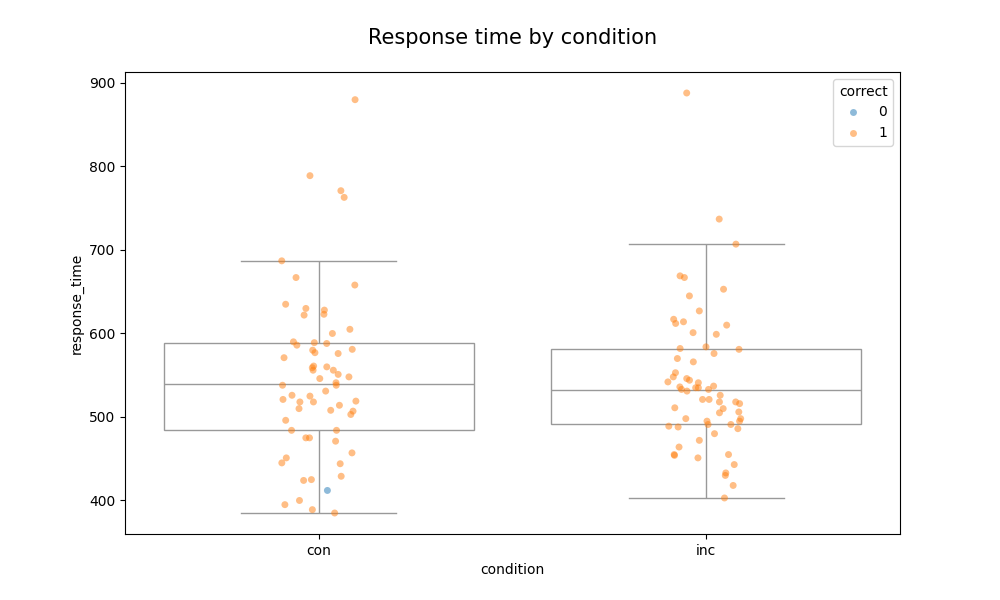 Response time by condition
900
800
700
600
500
400
response_time
correct
0
1
con
inc
condition